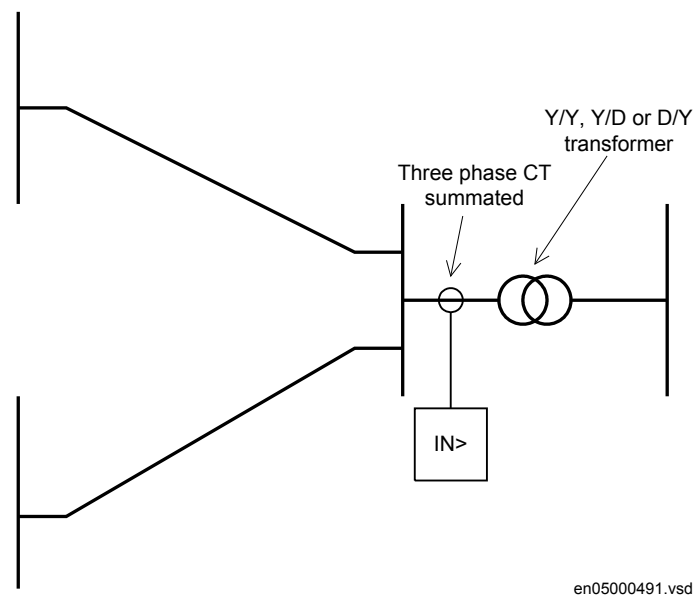 Y/Y, Y/D or D/Y
transformer
Three phase CT
summated
IN>
en05000491.vsd